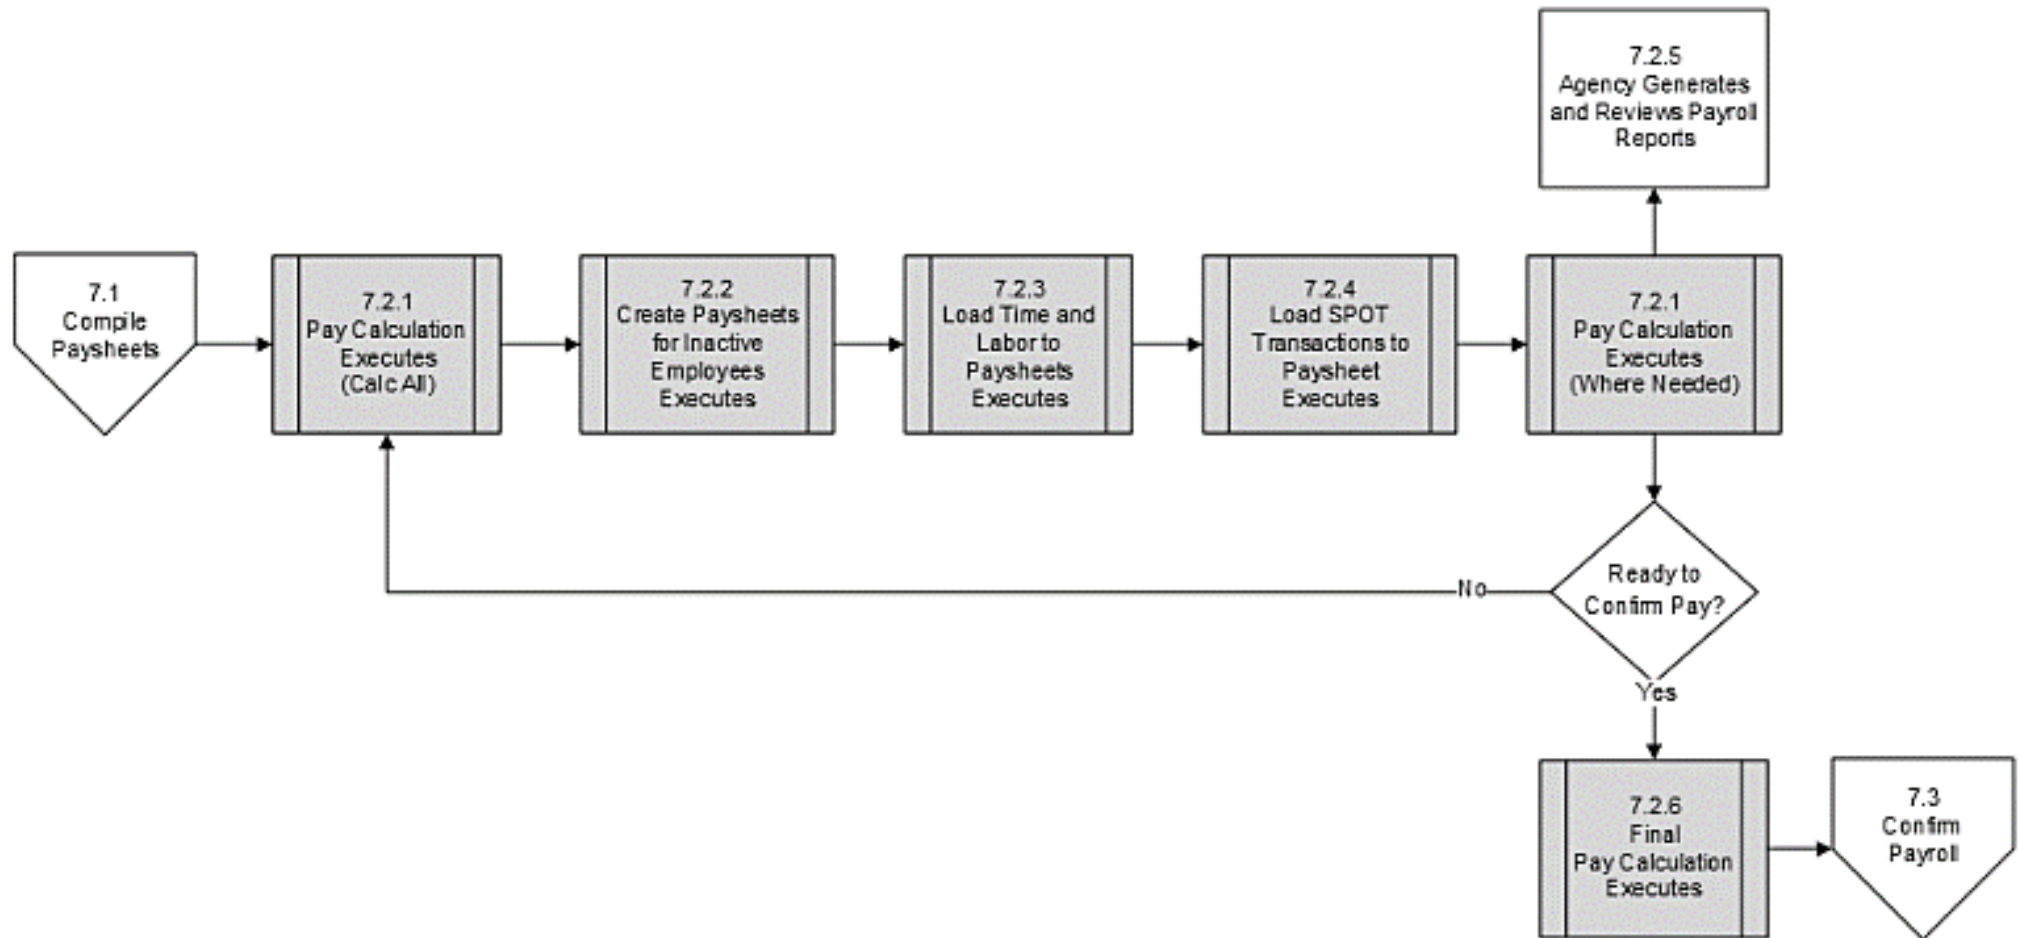 7.2.5
Agency Generates
and Reviews Payroll
Reports
7.1
Compile
Paysheets
7.2.1
Pay Calculation
Executes
(Calc All)
7.2.2
Create Paysheets
for Inactive
Employees
Executes
7.2.3
Load Time and
Labor to
Paysheets
Executes
7.2.4
Load SPOT
Transactions to
Paysheet
Executes
7.2.1
Pay Calculation
Executes
(Where Needed)
No
Ready to
Confirm Pay?
Yes
7.2.6
Final
Pay Calculation
Executes
7.3
Confirm
Payroll